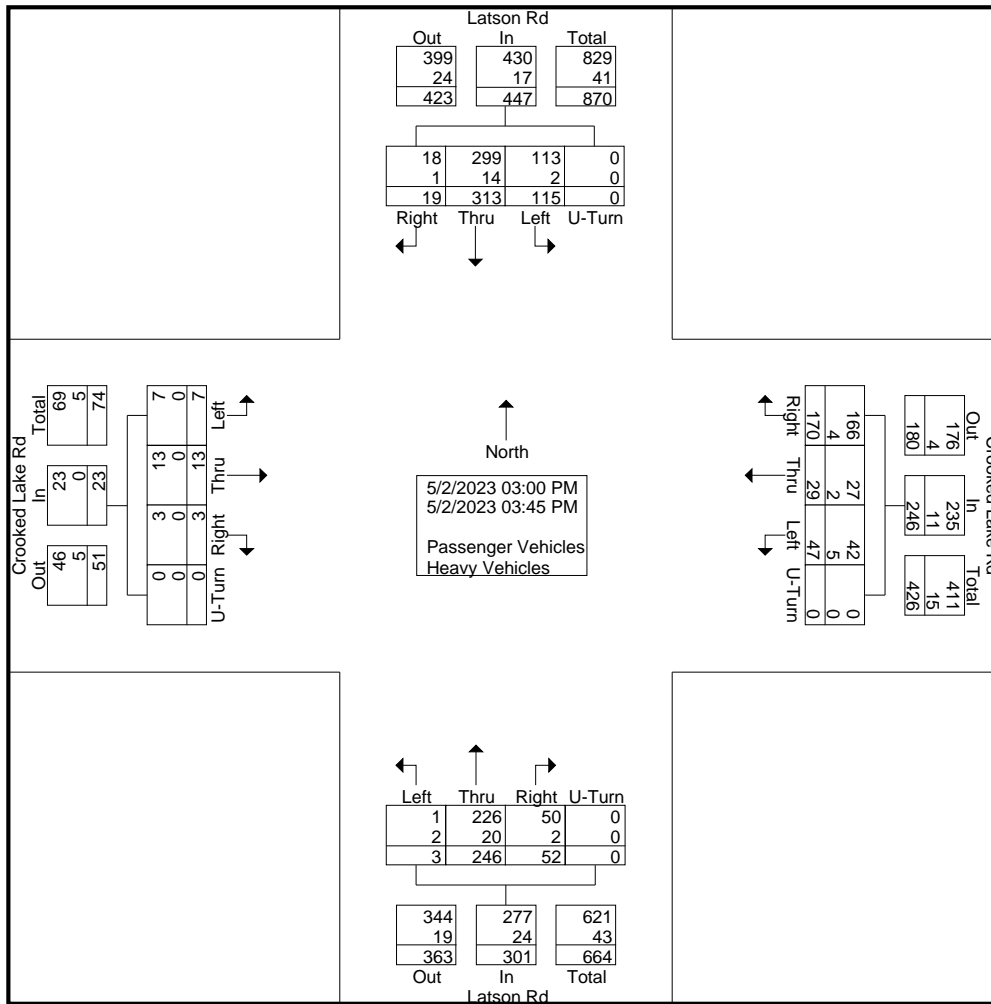 Latson Rd
Out In Total
399 430 829
24 17 41
423 447 870
18 299 113 0
1 14 2 0
19 313 115 0
Right Thru Left U-Turn
Crooked Lake Rd
Total In Out
69 23 46
5 0 5
74 23 51
7 13 3 0
0 0 0 0
7 13 3 0
Left Thru Right U-Turn
North
5/2/2023 03:00 PM
5/2/2023 03:45 PM
Passenger Vehicles
Heavy Vehicles
Right Thru Left U-Turn
166 27 42 0
4 2 5 0
170 29 47 0
Out In Total
176 235 411
4 11 15
180 246 426
Crooked Lake Rd
Left Thru Right U-Turn
1 226 50 0
2 20 2 0
3 246 52 0
344 277 621
19 24 43
363 301 664
Out In Total
Latson Rd